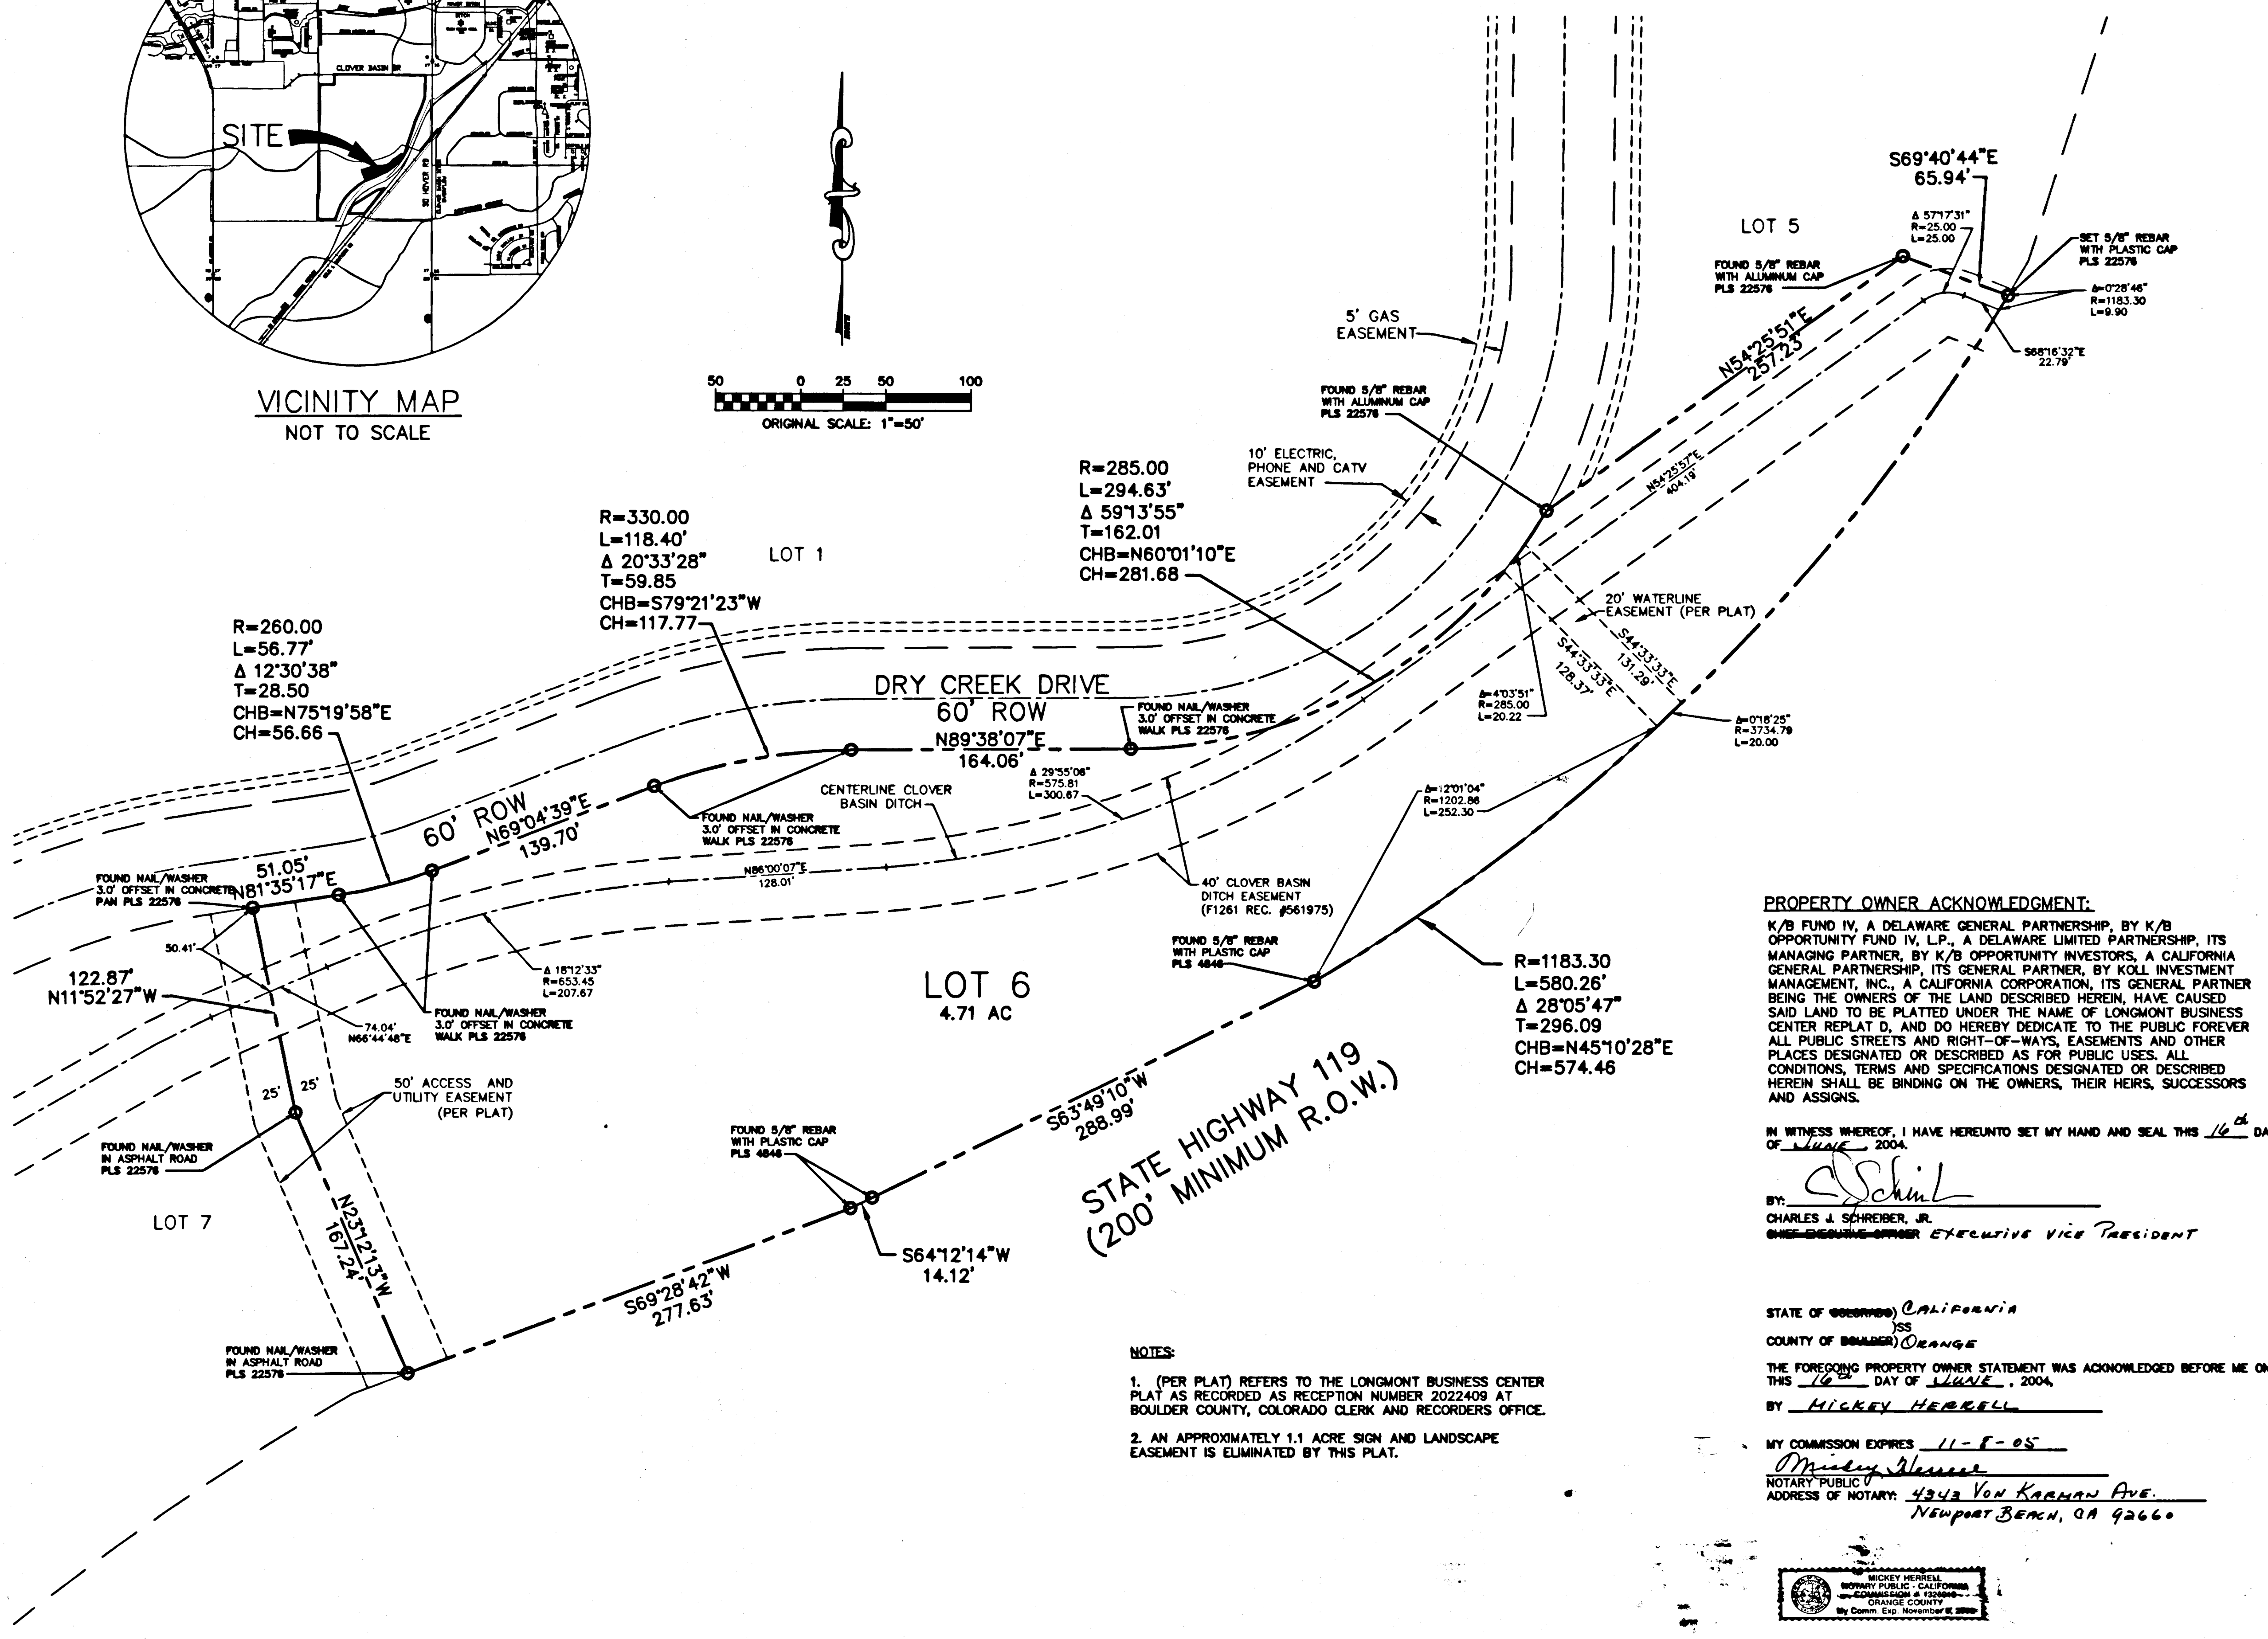 CLOVER BASIN DR
SITE
SO HOVER RD
VICINITY MAP
NOT TO SCALE
50 0 25 50 100
ORIGINAL SCALE: 1"=50'
S69°40'44"E
65.94'
LOT 5
Δ 57°17'31"
R=25.00
L=25.00
SET 5/8" REBAR
WITH PLASTIC CAP
PLS 22576
FOUND 5/8" REBAR
WITH ALUMINUM CAP
PLS 22576
Δ=0°28'46"
R=1183.30
L=9.90
S68°16'32"E
22.79'
N54°25'51"E
257.23'
5' GAS
EASEMENT
FOUND 5/8" REBAR
WITH ALUMINUM CAP
PLS 22576
10' ELECTRIC,
PHONE AND CATV
EASEMENT
N54°25'57"E
404.19'
R=285.00
L=294.63'
Δ 59°13'55"
T=162.01
CHB=N60°01'10"E
CH=281.68
R=330.00
L=118.40'
Δ 20°33'28"
T=59.85
CHB=S79°21'23"W
CH=117.77
LOT 1
R=260.00
L=56.77'
Δ 12°30'38"
T=28.50
CHB=N75°19'58"E
CH=56.66
20' WATERLINE
EASEMENT (PER PLAT)
S44°33'33"E
131.29'
S44°33'33"E
128.37'
DRY CREEK DRIVE
60' ROW
FOUND NAIL/WASHER
3.0' OFFSET IN CONCRETE
WALK PLS 22576
N89°38'07"E
164.06'
Δ=4°03'51"
R=285.00
L=20.22
Δ=0°18'25"
R=3734.79
L=20.00
Δ 29°55'06"
R=575.81
L=300.67
CENTERLINE CLOVER
BASIN DITCH
Δ=12°01'04"
R=1202.86
L=252.30
60' ROW
N69°04'39"E
139.70'
FOUND NAIL/WASHER
3.0' OFFSET IN CONCRETE
WALK PLS 22576
N86°00'07"E
128.01'
51.05'
N81°35'17"E
FOUND NAIL/WASHER
3.0' OFFSET IN CONCRETE
PAN PLS 22576
40' CLOVER BASIN
DITCH EASEMENT
(F1261 REC. #561975)
50.41'
122.87'
N11°52'27"W
Δ 18°12'33"
R=653.45
L=207.67
FOUND NAIL/WASHER
3.0' OFFSET IN CONCRETE
WALK PLS 22576
74.04'
N66°44'48"E
LOT 6
4.71 AC
FOUND 5/8" REBAR
WITH PLASTIC CAP
PLS 4846
R=1183.30
L=580.26'
Δ 28°05'47"
T=296.09
CHB=N45°10'28"E
CH=574.46
25' 25'
50' ACCESS AND
UTILITY EASEMENT
(PER PLAT)
FOUND NAIL/WASHER
IN ASPHALT ROAD
PLS 22576
FOUND 5/8" REBAR
WITH PLASTIC CAP
PLS 4846
S63°49'10"W
288.99'
STATE HIGHWAY 119
(200' MINIMUM R.O.W.)
LOT 7
N23°12'13"W
167.24'
S64°12'14"W
14.12'
S69°28'42"W
277.63'
FOUND NAIL/WASHER
IN ASPHALT ROAD
PLS 22576
NOTES:
1. (PER PLAT) REFERS TO THE LONGMONT BUSINESS CENTER
PLAT AS RECORDED AS RECEPTION NUMBER 2022409 AT
BOULDER COUNTY, COLORADO CLERK AND RECORDERS OFFICE.
2. AN APPROXIMATELY 1.1 ACRE SIGN AND LANDSCAPE
EASEMENT IS ELIMINATED BY THIS PLAT.
PROPERTY OWNER ACKNOWLEDGMENT:
K/B FUND IV, A DELAWARE GENERAL PARTNERSHIP, BY K/B
OPPORTUNITY FUND IV, L.P., A DELAWARE LIMITED PARTNERSHIP, ITS
MANAGING PARTNER, BY K/B OPPORTUNITY INVESTORS, A CALIFORNIA
GENERAL PARTNERSHIP, ITS GENERAL PARTNER, BY KOLL INVESTMENT
MANAGEMENT, INC., A CALIFORNIA CORPORATION, ITS GENERAL PARTNER
BEING THE OWNERS OF THE LAND DESCRIBED HEREIN, HAVE CAUSED
SAID LAND TO BE PLATTED UNDER THE NAME OF LONGMONT BUSINESS
CENTER REPLAT D, AND DO HEREBY DEDICATE TO THE PUBLIC FOREVER
ALL PUBLIC STREETS AND RIGHT-OF-WAYS, EASEMENTS AND OTHER
PLACES DESIGNATED OR DESCRIBED AS FOR PUBLIC USES. ALL
CONDITIONS, TERMS AND SPECIFICATIONS DESIGNATED OR DESCRIBED
HEREIN SHALL BE BINDING ON THE OWNERS, THEIR HEIRS, SUCCESSORS
AND ASSIGNS.
IN WITNESS WHEREOF, I HAVE HEREUNTO SET MY HAND AND SEAL THIS 16th DA
OF JUNE 2004.
BY:
CHARLES J. SCHREIBER, JR.
CHIEF EXECUTIVE OFFICER EXECUTIVE VICE PRESIDENT
STATE OF COLORADO) CALIFORNIA
)SS
COUNTY OF BOULDER) ORANGE
THE FOREGOING PROPERTY OWNER STATEMENT WAS ACKNOWLEDGED BEFORE ME ON
THIS 16th DAY OF JUNE, 2004,
BY MICKEY HERRELL
MY COMMISSION EXPIRES 11-8-05
Mickey Herrell
NOTARY PUBLIC
ADDRESS OF NOTARY: 4343 VON KARMAN AVE.
NEWPORT BEACH, CA 92660
MICKEY HERRELL
NOTARY PUBLIC - CALIFORNIA
COMMISSION #
ORANGE COUNTY
My Comm. Exp. November